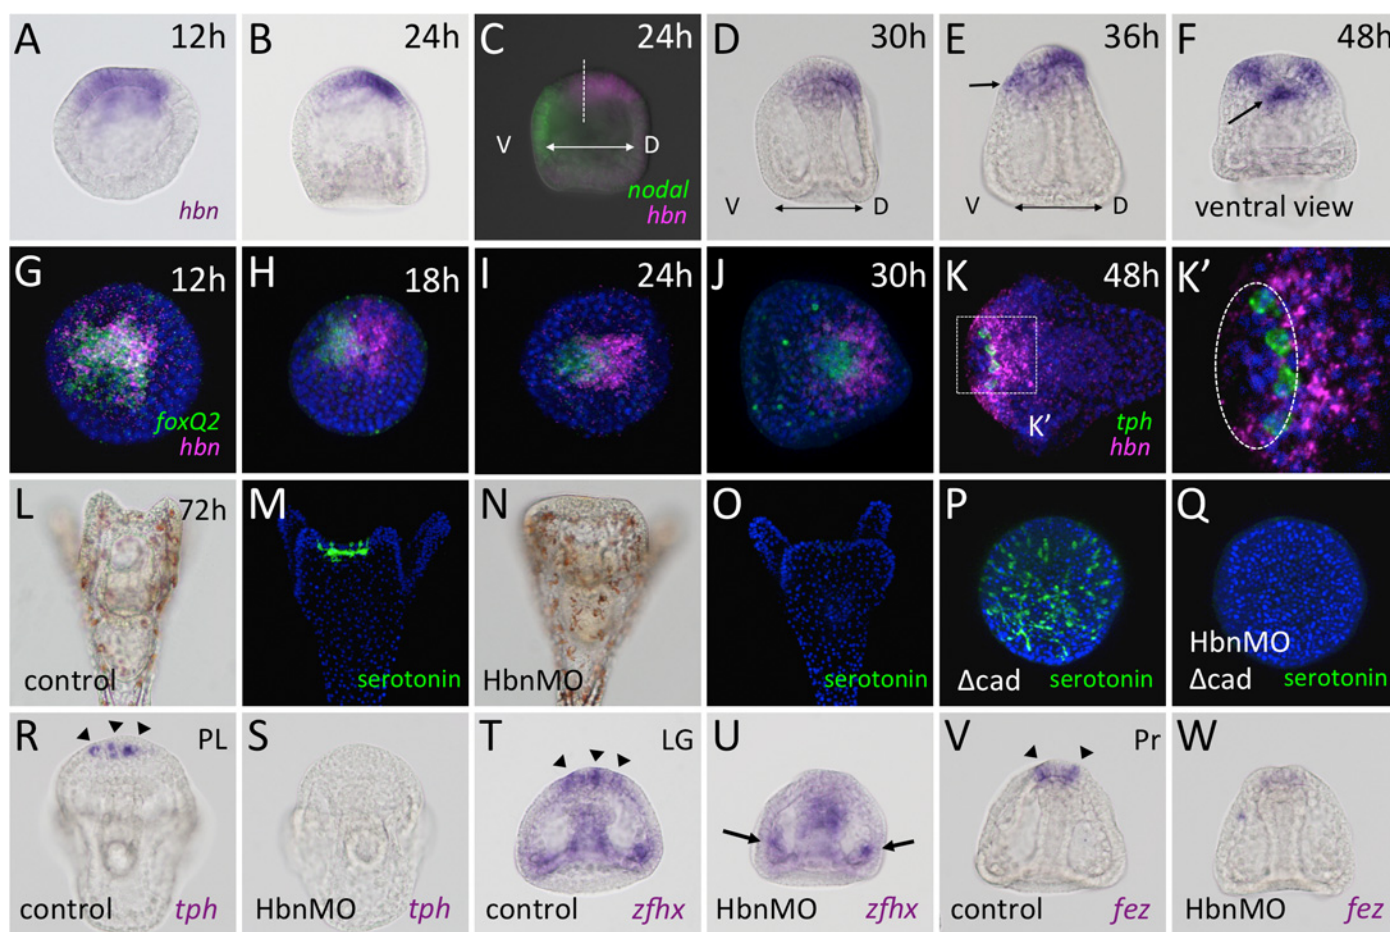 A 12h
hbn
B 24h
C 24h
V D
nodal
hbn
D 30h
V D
E 36h
V D
F 48h
ventral view
G 12h
foxQ2
hbn
H 18h
I 24h
J 30h
K 48h
K'
tph
hbn
K'
L 72h
control
M
serotonin
N
HbnMO
O
serotonin
P
Δcad serotonin
Q
HbnMO
Δcad serotonin
R PL
control tph
S
HbnMO tph
T LG
control zfhx
U
HbnMO zfhx
V Pr
control fez
W
HbnMO fez